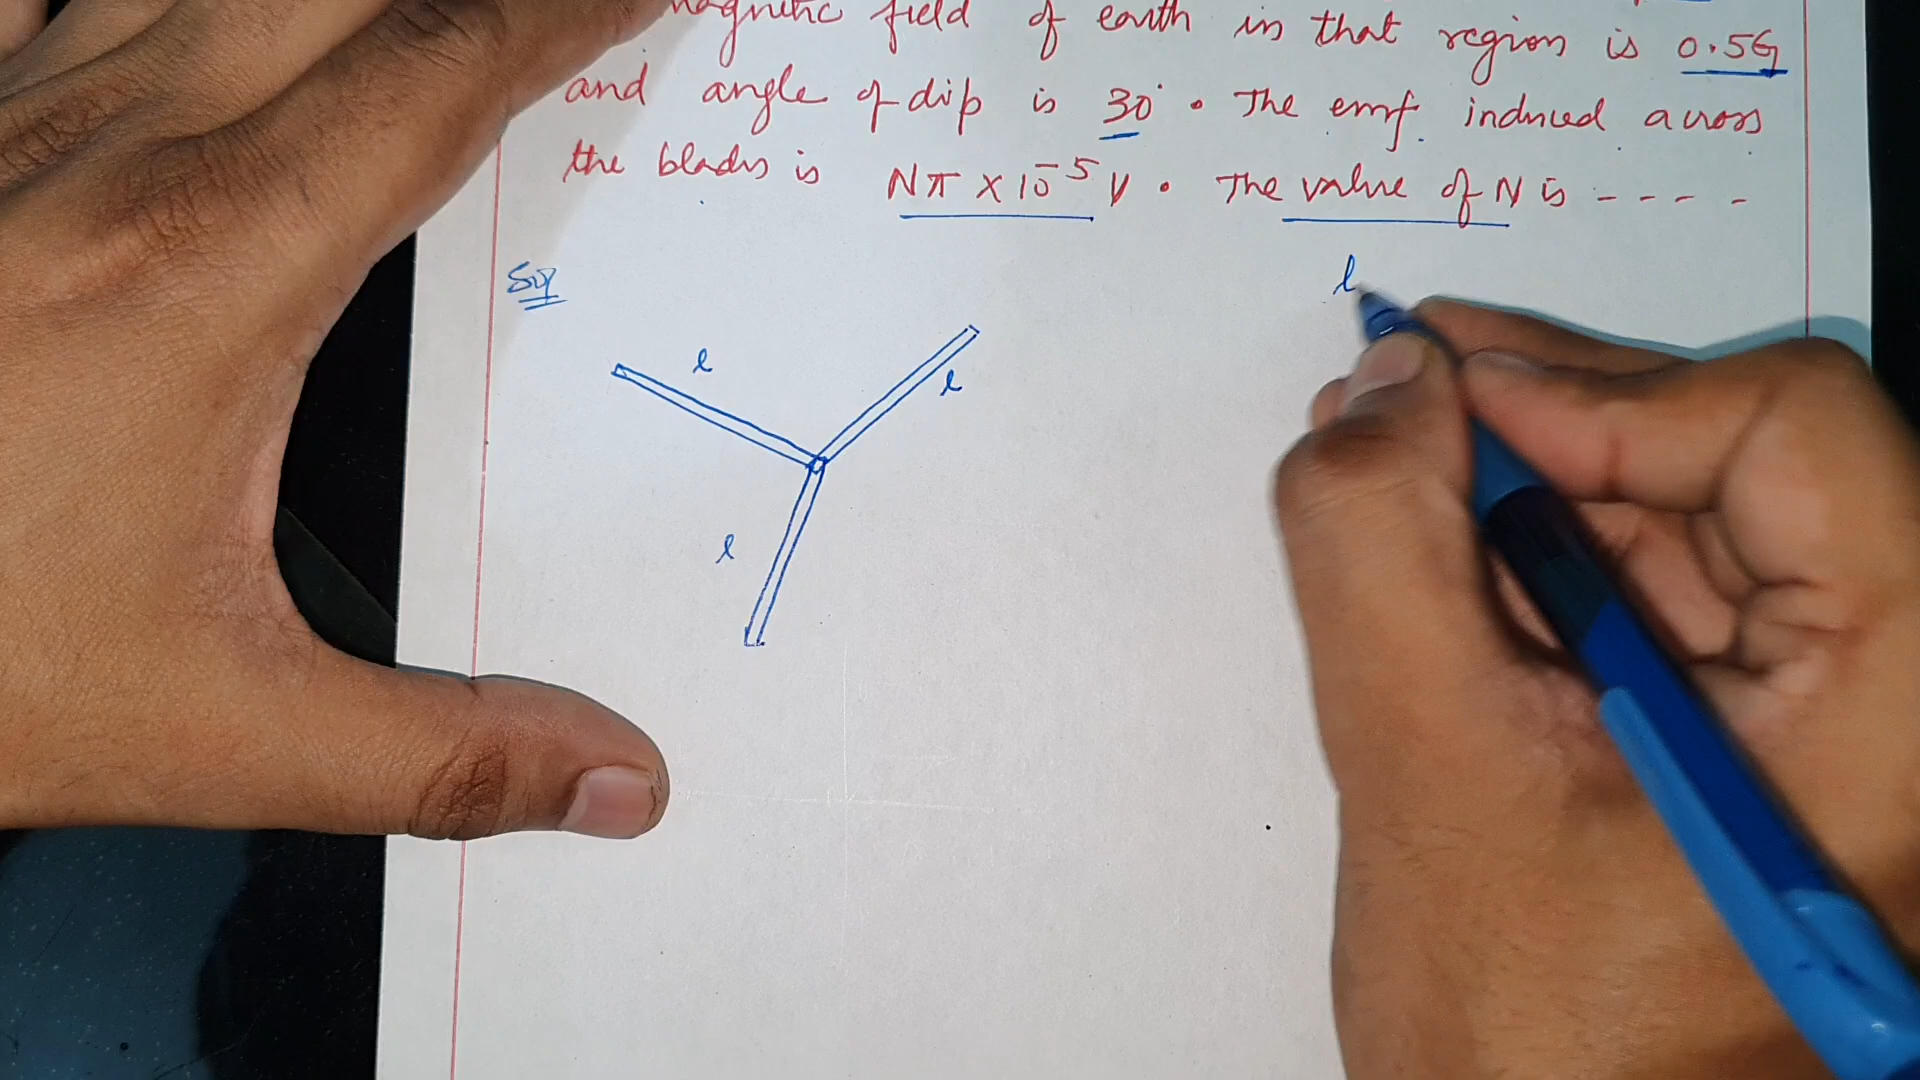 magnetic field of earth in that region is 0.5G
and angle of dip is 30°. The emf induced across
the blades is Nπ × 10⁻⁵ V. The value of N is - - - -
Sol
l
l
l
l